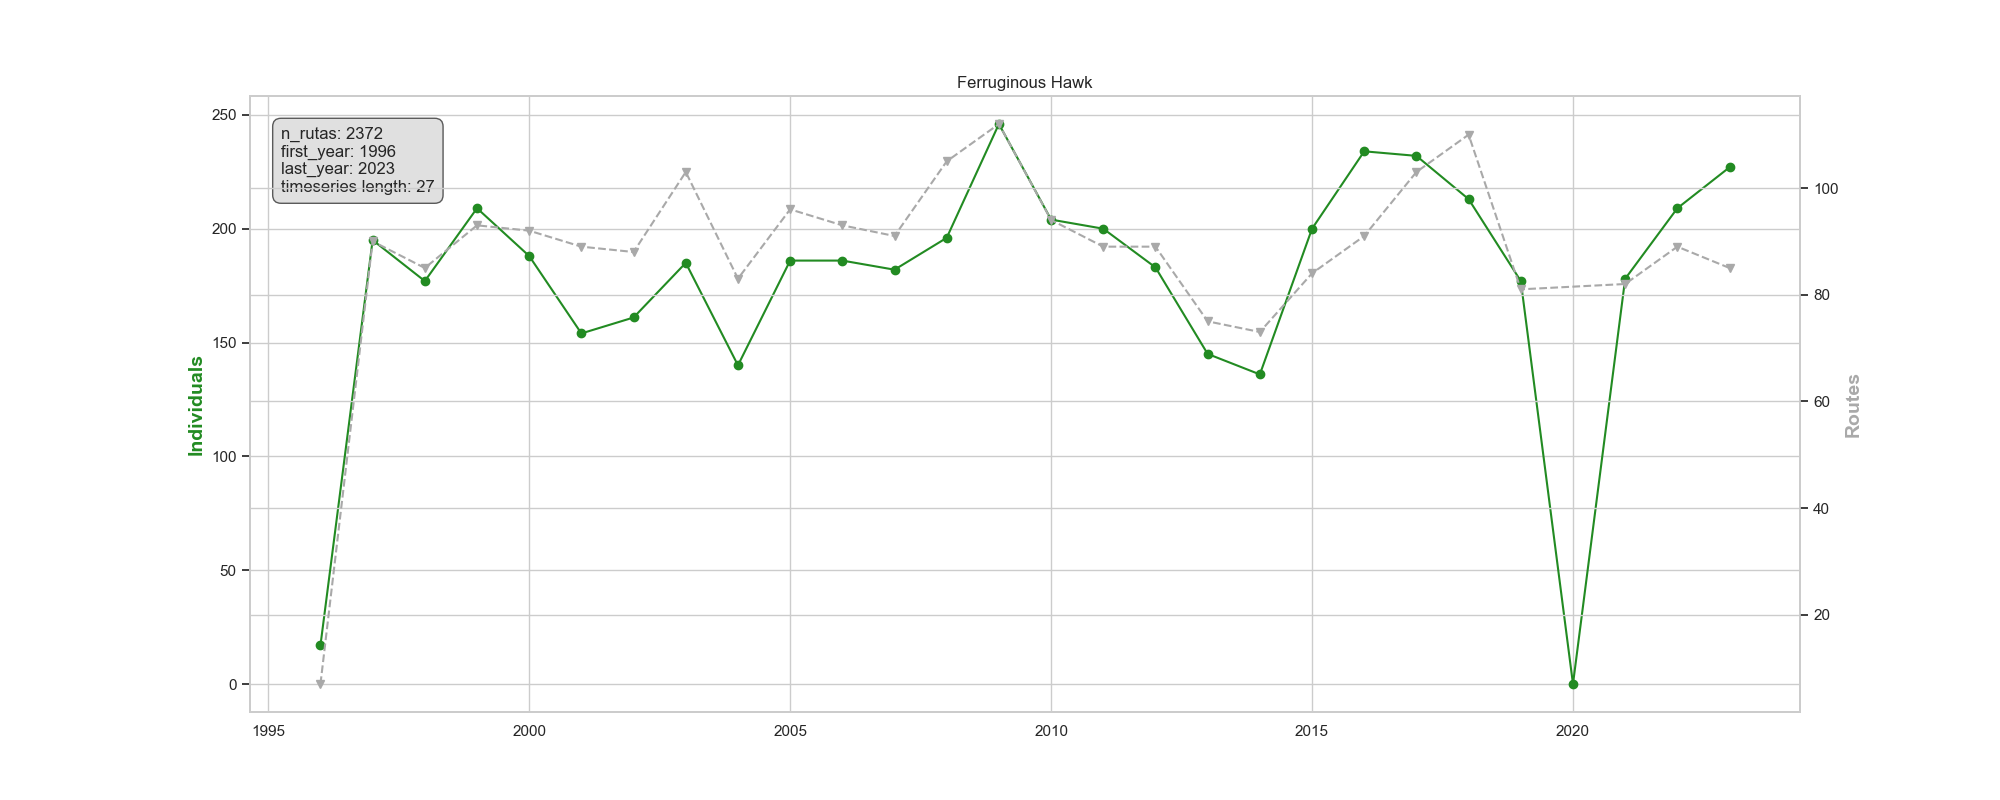 Ferruginous Hawk
n_rutas: 2372
first_year: 1996
last_year: 2023
timeseries length: 27
250
200
150
100
50
0
Individuals
100
80
60
40
20
Routes
1995 2000 2005 2010 2015 2020